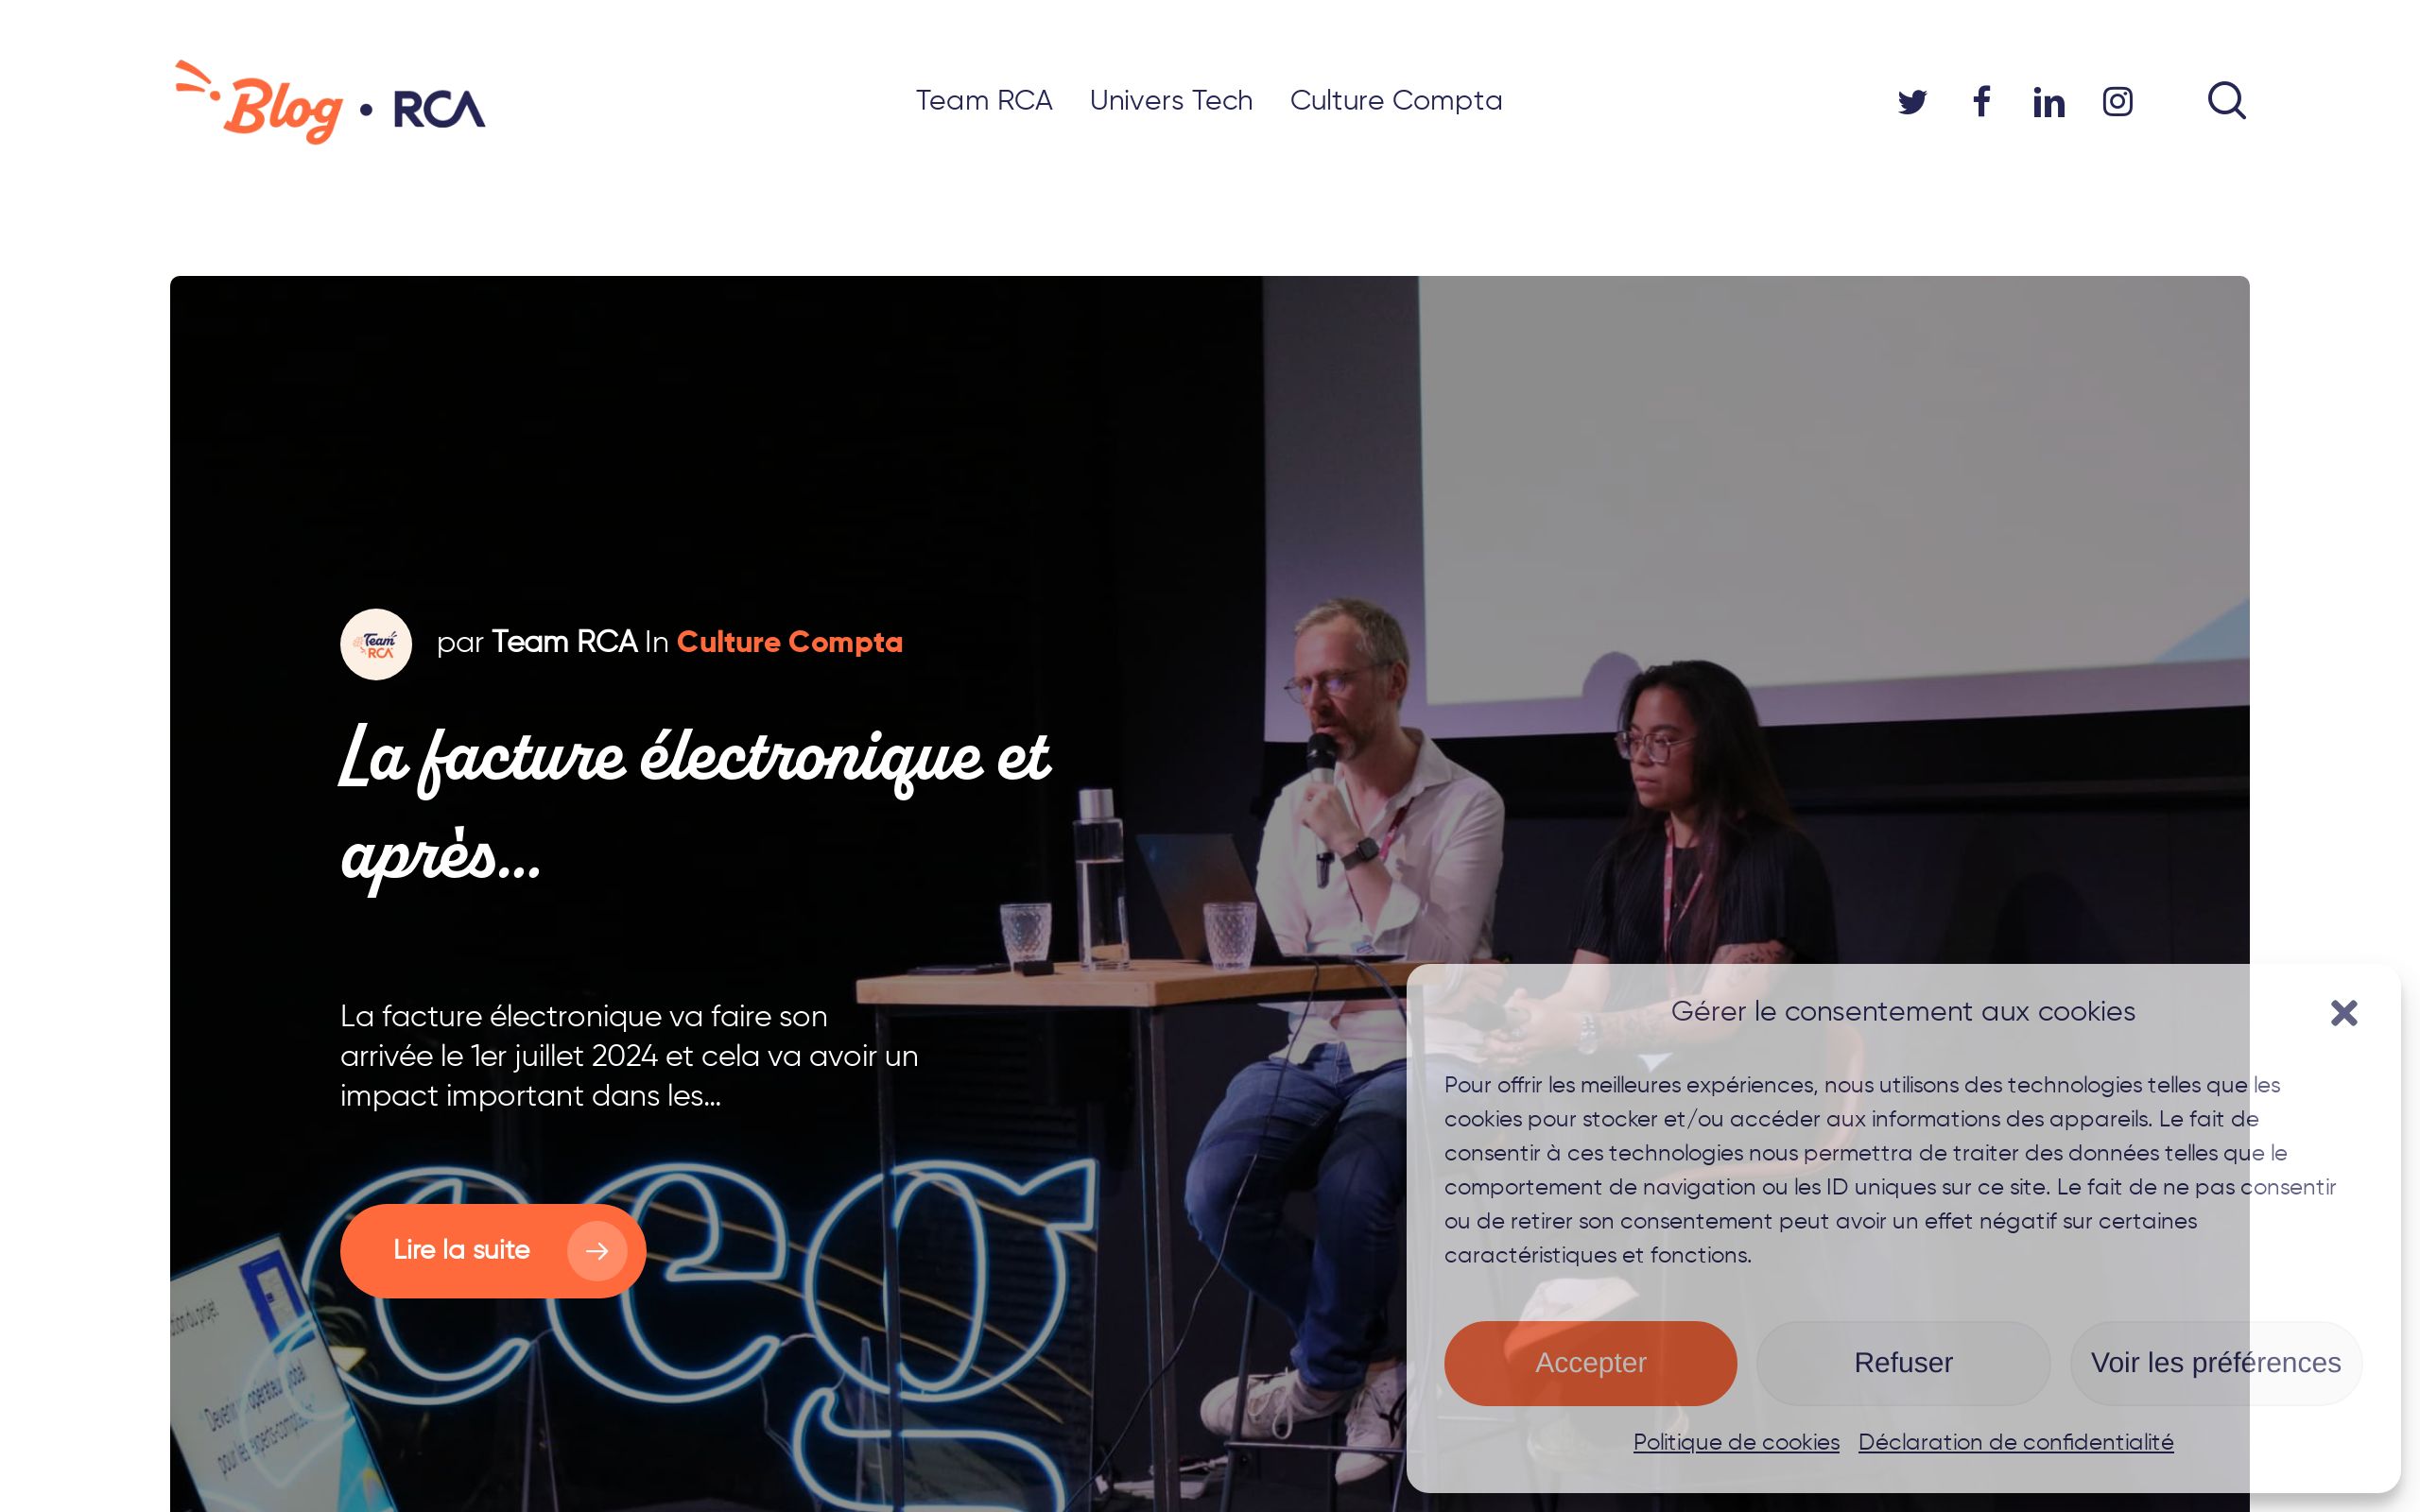 Blog • RCA
Team RCA Univers Tech Culture Compta
Team RCA
par Team RCA In Culture Compta
La facture électronique et
après...
La facture électronique va faire son
arrivée le 1er juillet 2024 et cela va avoir un
impact important dans les...
Lire la suite
ceg
pour les experts-comptables
Gérer le consentement aux cookies
Pour offrir les meilleures expériences, nous utilisons des technologies telles que les
cookies pour stocker et/ou accéder aux informations des appareils. Le fait de
consentir à ces technologies nous permettra de traiter des données telles que le
comportement de navigation ou les ID uniques sur ce site. Le fait de ne pas consentir
ou de retirer son consentement peut avoir un effet négatif sur certaines
caractéristiques et fonctions.
Accepter Refuser Voir les préférences
Politique de cookies Déclaration de confidentialité